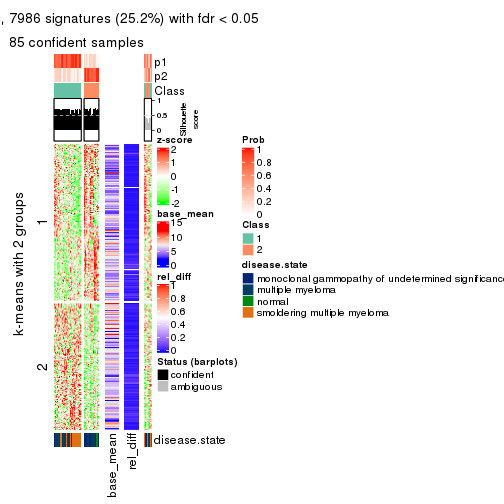 , 7986 signatures (25.2%) with fdr < 0.05
85 confident samples
p1
p2
Class
1
0.5
0
Silhouette
score
z-score
2
1
0
-1
-2
base_mean
15
10
5
0
rel_diff
1
0.8
0.6
0.4
0.2
0
Status (barplots)
confident
ambiguous
Prob
1
0.8
0.6
0.4
0.2
0
Class
1
2
disease.state
monoclonal gammopathy of undetermined significance
multiple myeloma
normal
smoldering multiple myeloma
k-means with 2 groups
1
2
disease.state
base_mean
rel_diff